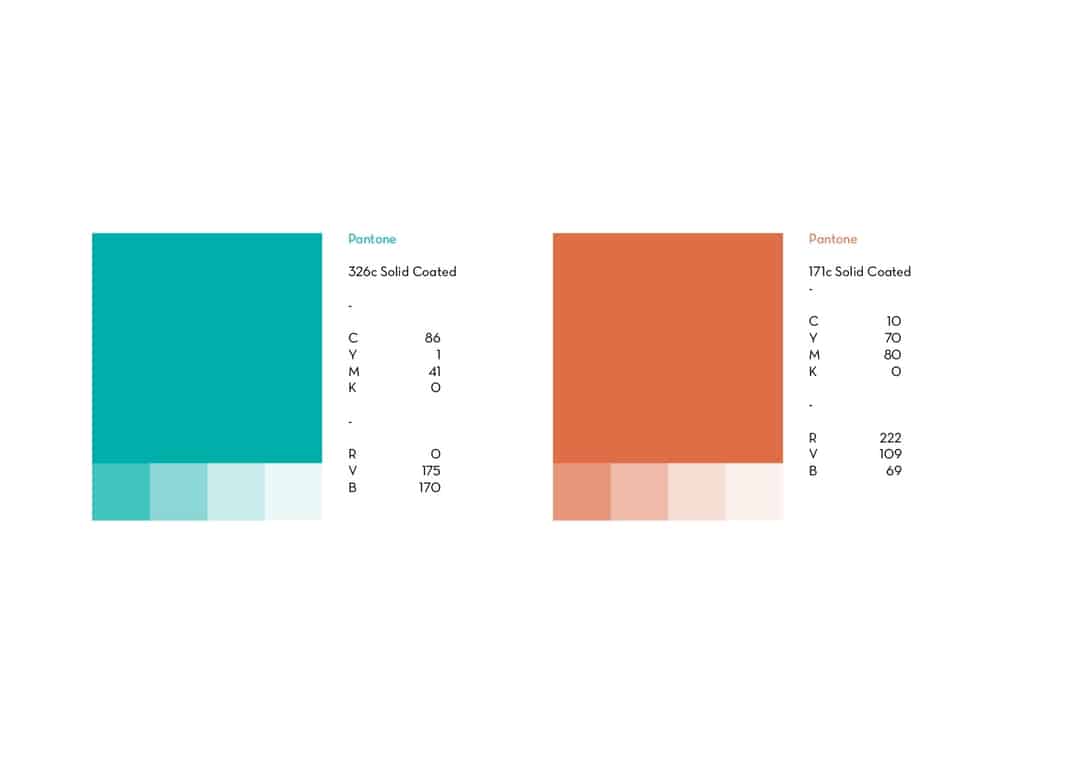 Pantone
326c Solid Coated
-
C 86
Y 1
M 41
K 0
-
R 0
V 175
B 170
Pantone
171c Solid Coated
-
C 10
Y 70
M 80
K 0
-
R 222
V 109
B 69